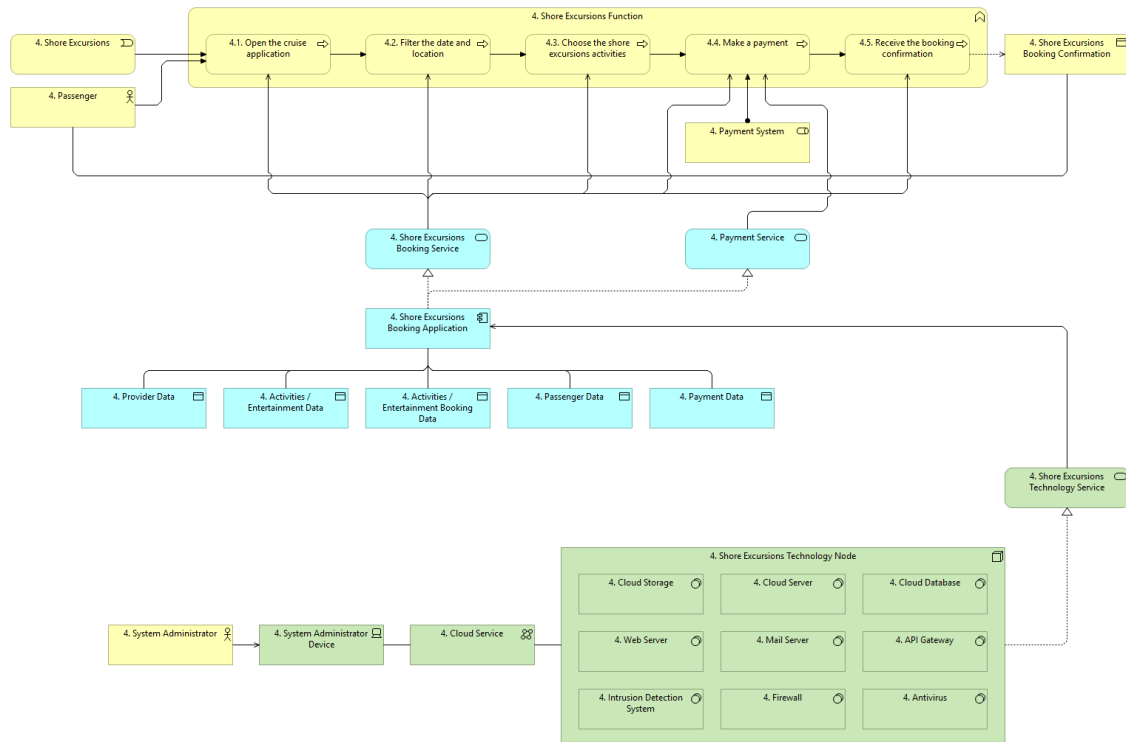 4. Shore Excursions Function
4. Shore Excursions
4.1. Open the cruise
application
4.2. Filter the date and
location
4.3. Choose the shore
excursions activities
4.4. Make a payment
4.5. Receive the booking
confirmation
4. Shore Excursions
Booking Confirmation
4. Passenger
4. Payment System
4. Shore Excursions
Booking Service
4. Payment Service
4. Shore Excursions
Booking Application
4. Provider Data
4. Activities /
Entertainment Data
4. Activities /
Entertainment Booking
Data
4. Passenger Data
4. Payment Data
4. Shore Excursions
Technology Service
4. Shore Excursions Technology Node
4. Cloud Storage
4. Cloud Server
4. Cloud Database
4. System Administrator
4. System Administrator
Device
4. Cloud Service
4. Web Server
4. Mail Server
4. API Gateway
4. Intrusion Detection
System
4. Firewall
4. Antivirus